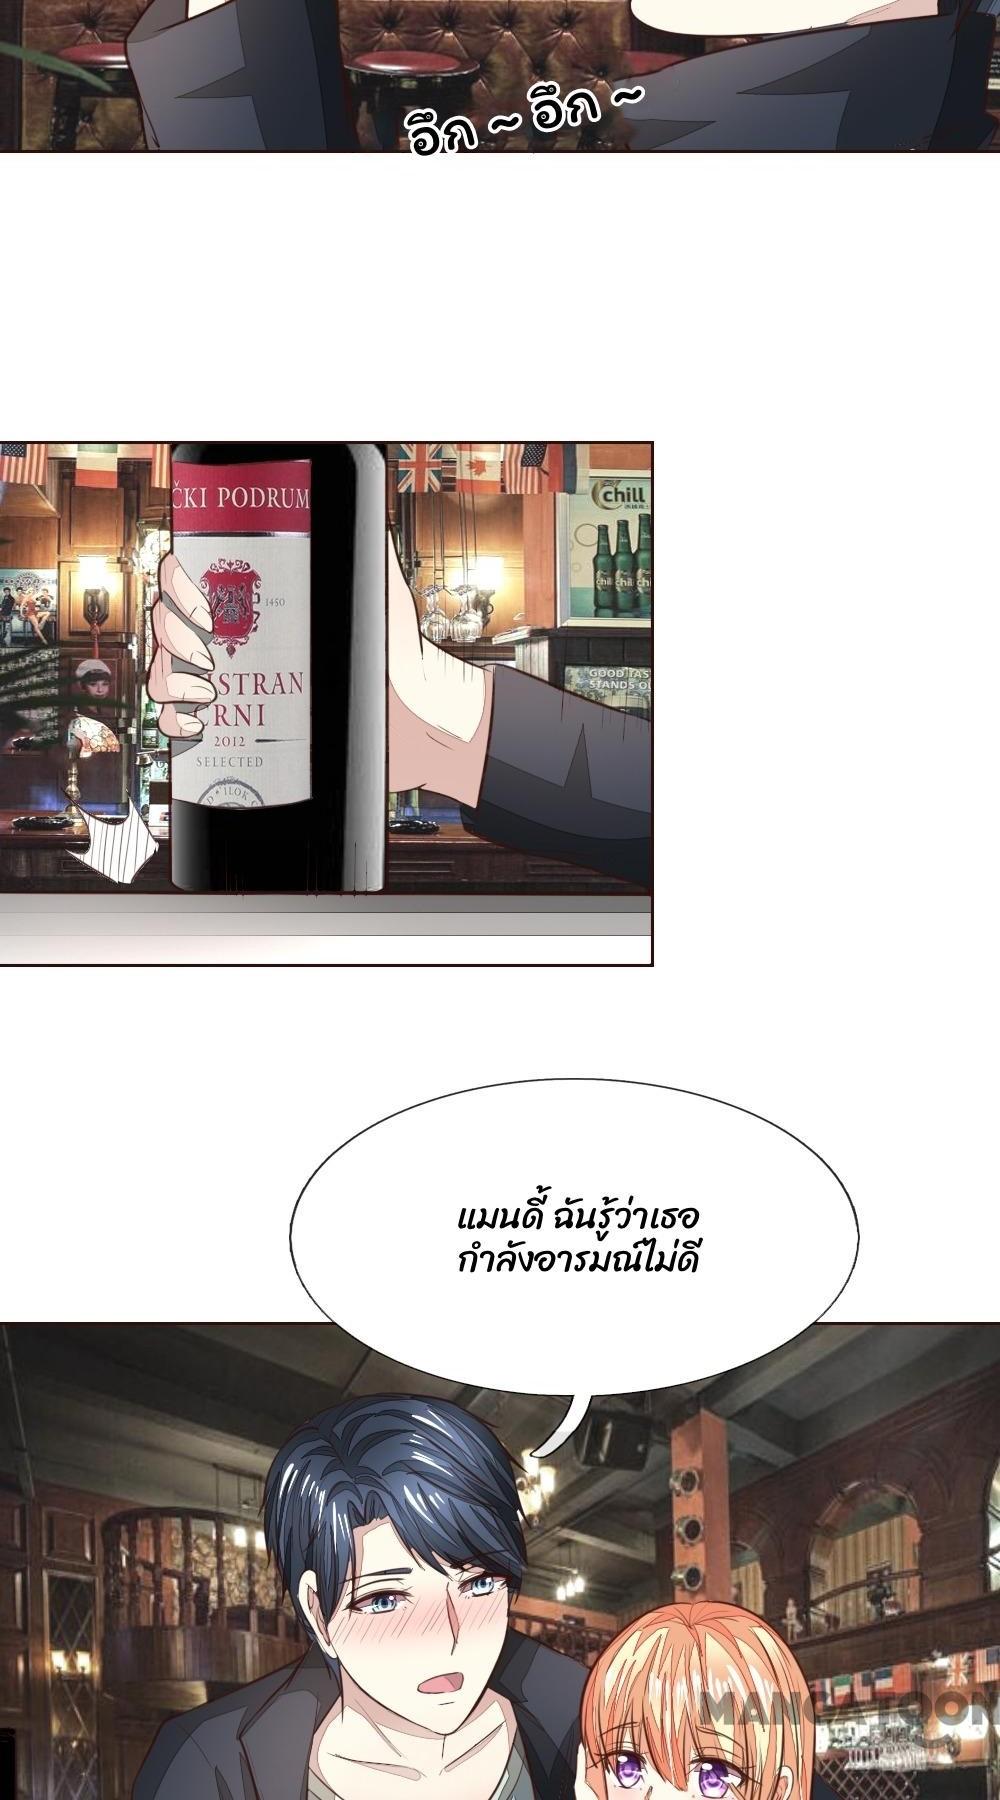 อึก ~ อึก ~
ČKI PODRUM
1450
STRAN
RNI
2012
SELECTED
chill
GOOD TAS
STANDS O
แมนดี้ ฉันรู้ว่าเธอ
กำลังอารมณ์ไม่ดี
MANGATOON